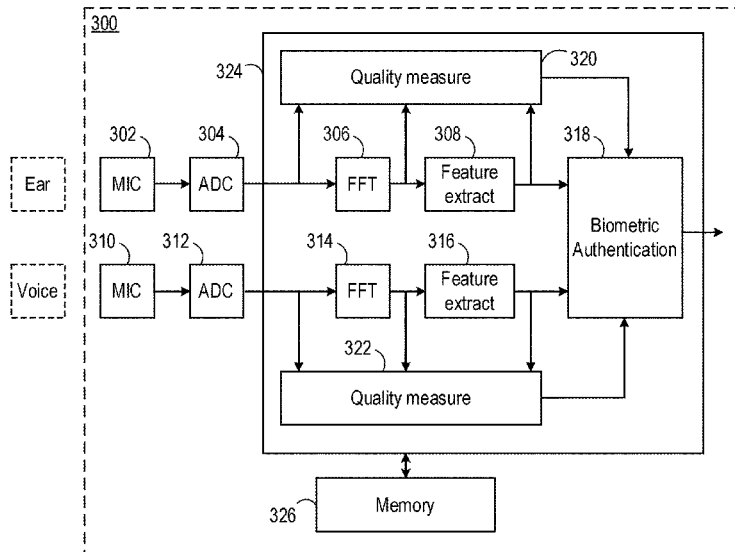 300
324
Quality measure
320
302
304
306
308
318
Ear
MIC
ADC
FFT
Feature
extract
Biometric
Authentication
310
312
314
316
Voice
MIC
ADC
FFT
Feature
extract
322
Quality measure
Memory
326